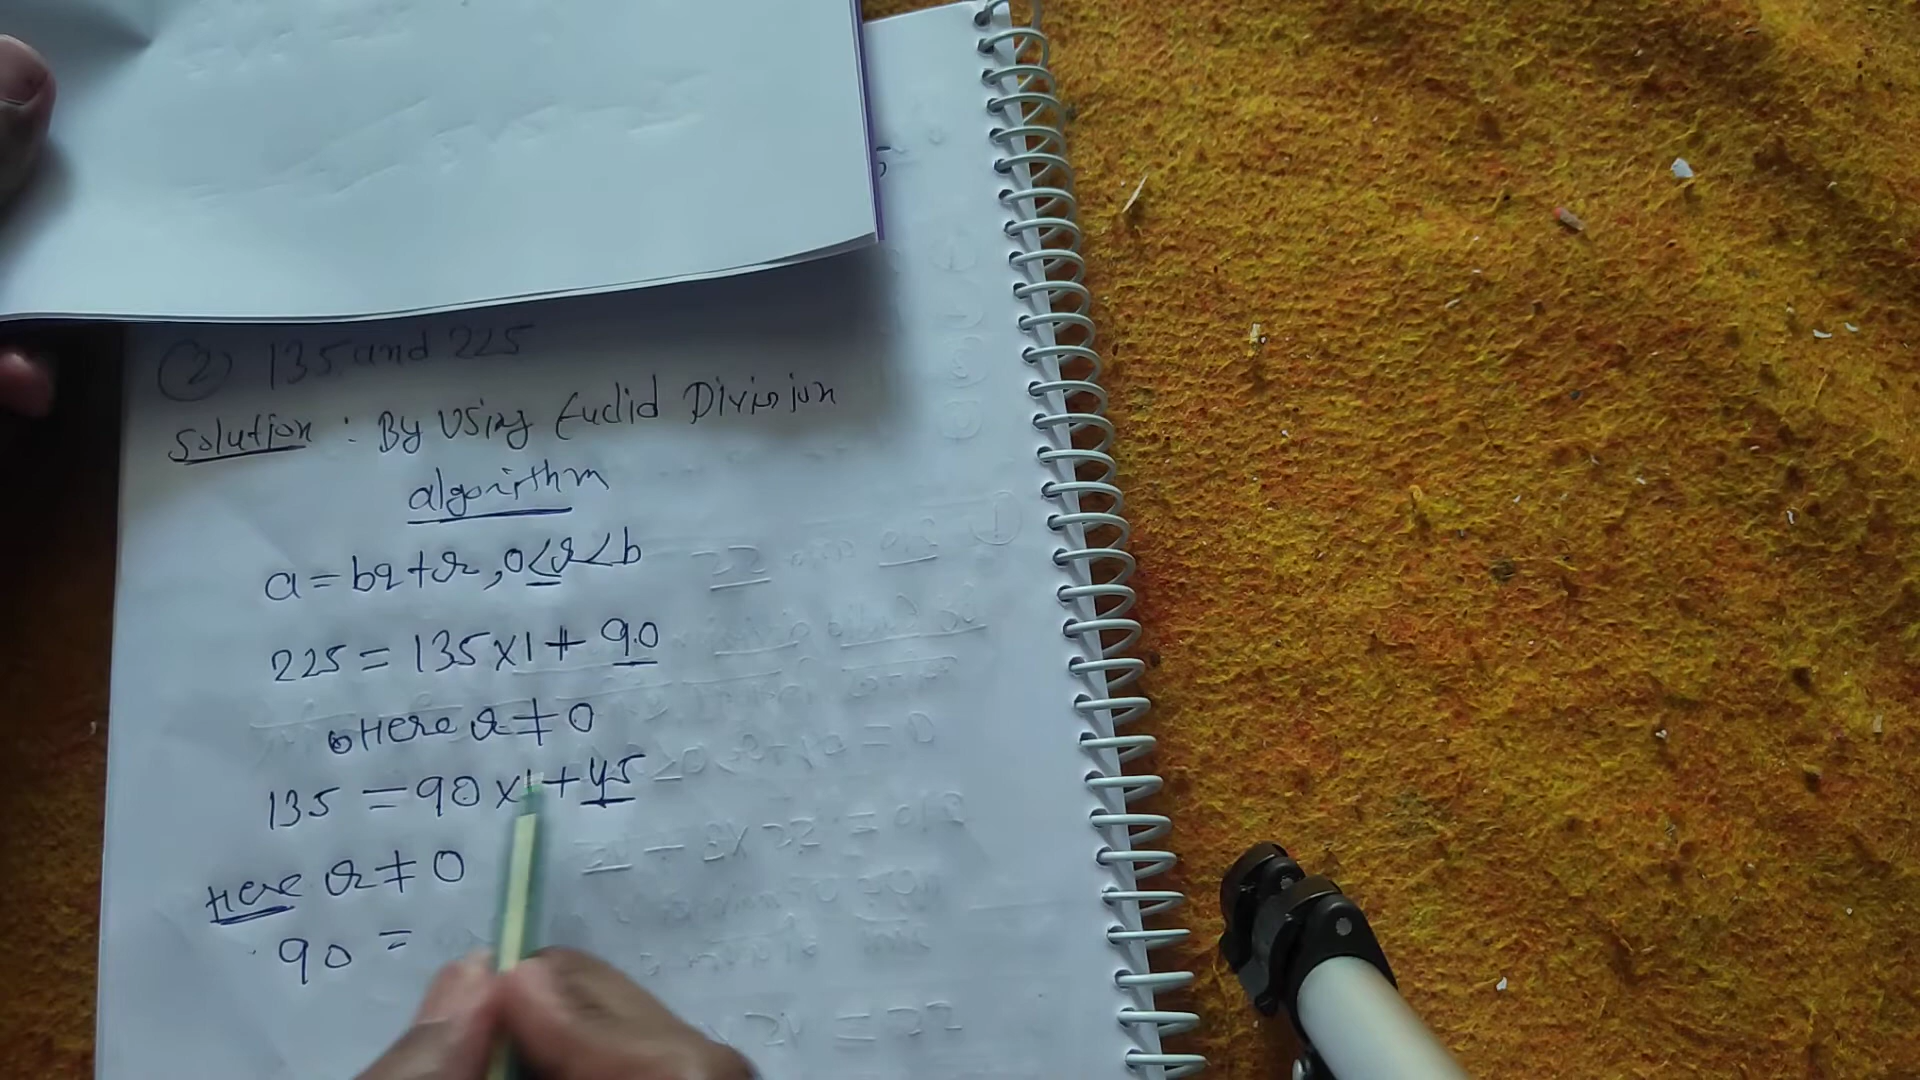 ② 135 and 225
Solution : By Using Euclid Division
algorithm
a = bq + r, 0 ≤ r < b
225 = 135 × 1 + 90
Here r ≠ 0
135 = 90 × 1 + 45
Here r ≠ 0
90 =